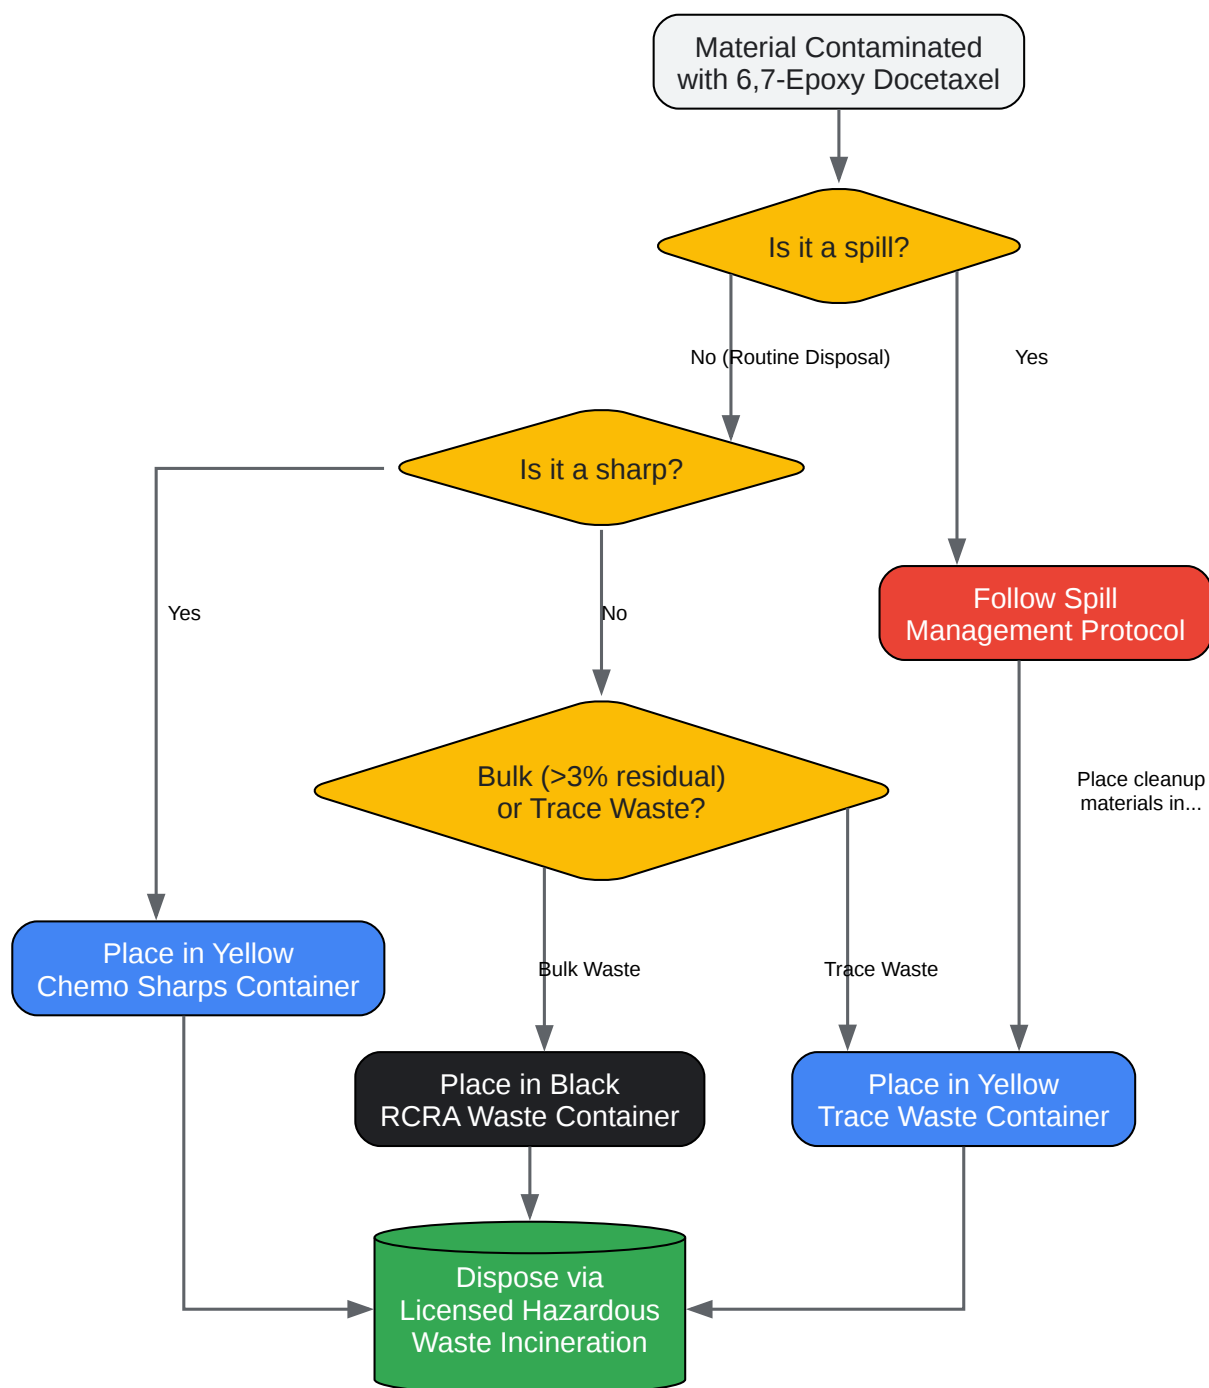 Material Contaminated
with 6,7-Epoxy Docetaxel
Is it a spill?
No (Routine Disposal)
Yes
Is it a sharp?
Follow Spill
Management Protocol
Yes
No
Bulk (>3% residual)
or Trace Waste?
Place cleanup
materials in...
Place in Yellow
Chemo Sharps Container
Bulk Waste
Trace Waste
Place in Black
RCRA Waste Container
Place in Yellow
Trace Waste Container
Dispose via
Licensed Hazardous
Waste Incineration